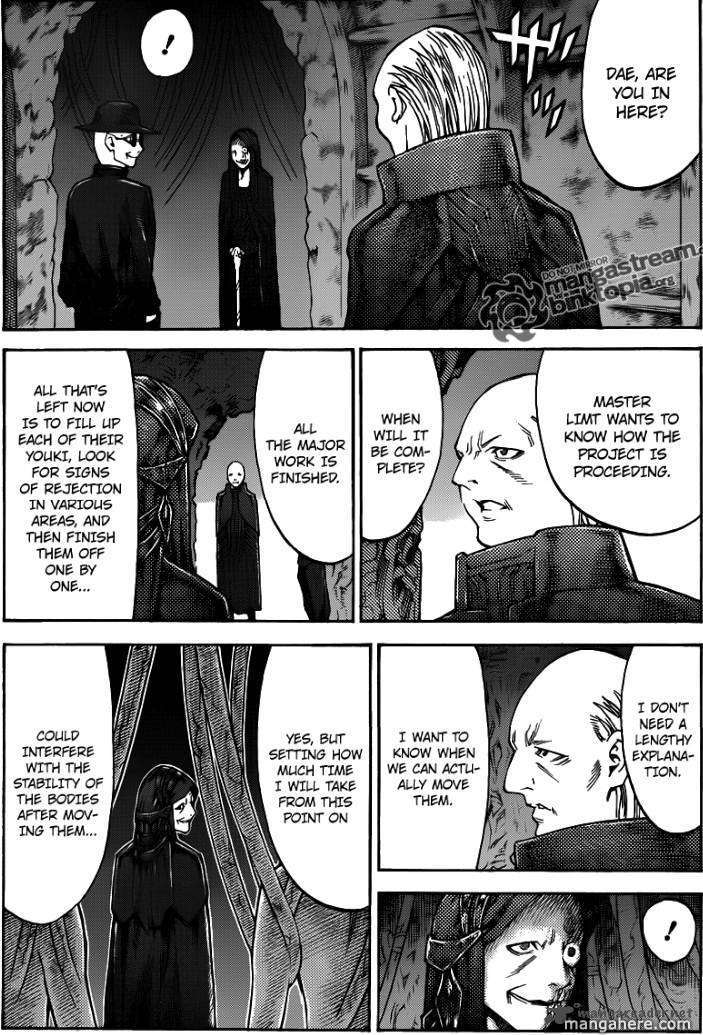 DAE, ARE
YOU IN
HERE?
!
DO NOT MIRROR
mangastream.com
binktopia.org
MASTER
LIMT WANTS TO
KNOW HOW THE
PROJECT IS
PROCEEDING.
WHEN
WILL IT
BE COM-
PLETE?
ALL
THE MAJOR
WORK IS
FINISHED.
ALL THAT'S
LEFT NOW
IS TO FILL UP
EACH OF THEIR
YOUKI, LOOK
FOR SIGNS
OF REJECTION
IN VARIOUS
AREAS, AND
THEN FINISH
THEM OFF
ONE BY
ONE...
I DON'T
NEED A
LENGTHY
EXPLANA-
TION.
I WANT TO
KNOW WHEN
WE CAN ACTU-
ALLY MOVE
THEM.
YES, BUT
SETTING HOW
MUCH TIME
I WILL TAKE
FROM THIS
POINT ON
COULD
INTERFERE
WITH THE
STABILITY OF
THE BODIES
AFTER MOV-
ING THEM...
!
mangareader.net
mangahere.com